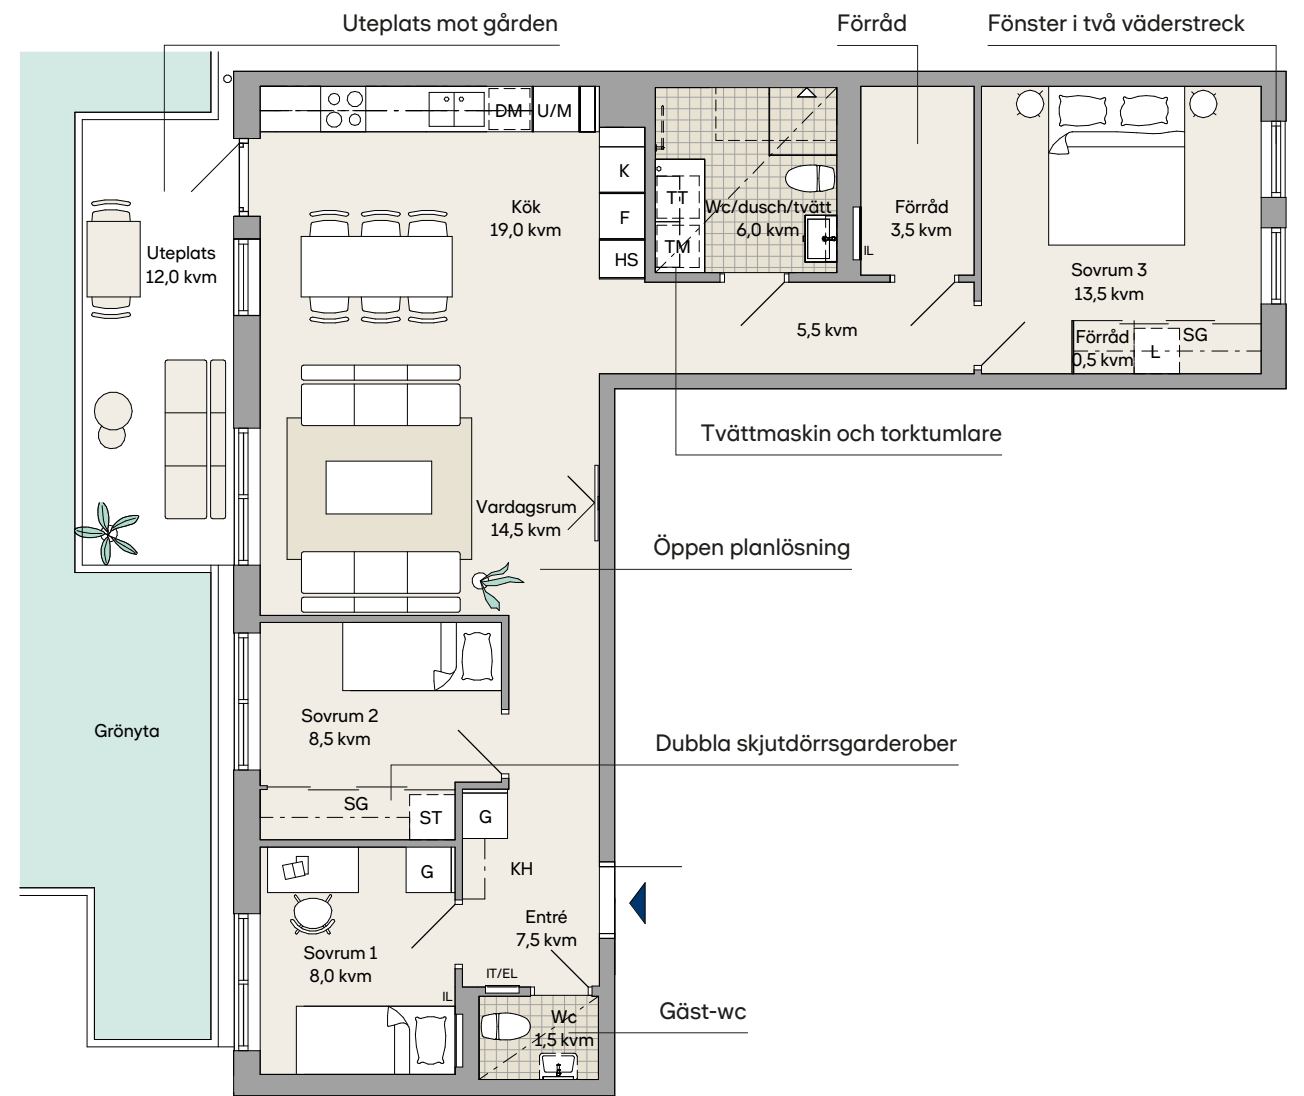 Uteplats mot gården
Förråd
Fönster i två väderstreck
DM
U/M
K
F
HS
Kök
19,0 kvm
TT
TM
Wc/dusch/tvätt
6,0 kvm
IL
Förråd
3,5 kvm
Sovrum 3
13,5 kvm
Uteplats
12,0 kvm
5,5 kvm
Förråd
0,5 kvm
L
SG
Tvättmaskin och torktumlare
Vardagsrum
14,5 kvm
Öppen planlösning
Grönyta
Sovrum 2
8,5 kvm
Dubbla skjutdörrsgarderober
SG
ST
G
G
KH
Entré
7,5 kvm
Sovrum 1
8,0 kvm
IL
IT/EL
Wc
1,5 kvm
Gäst-wc